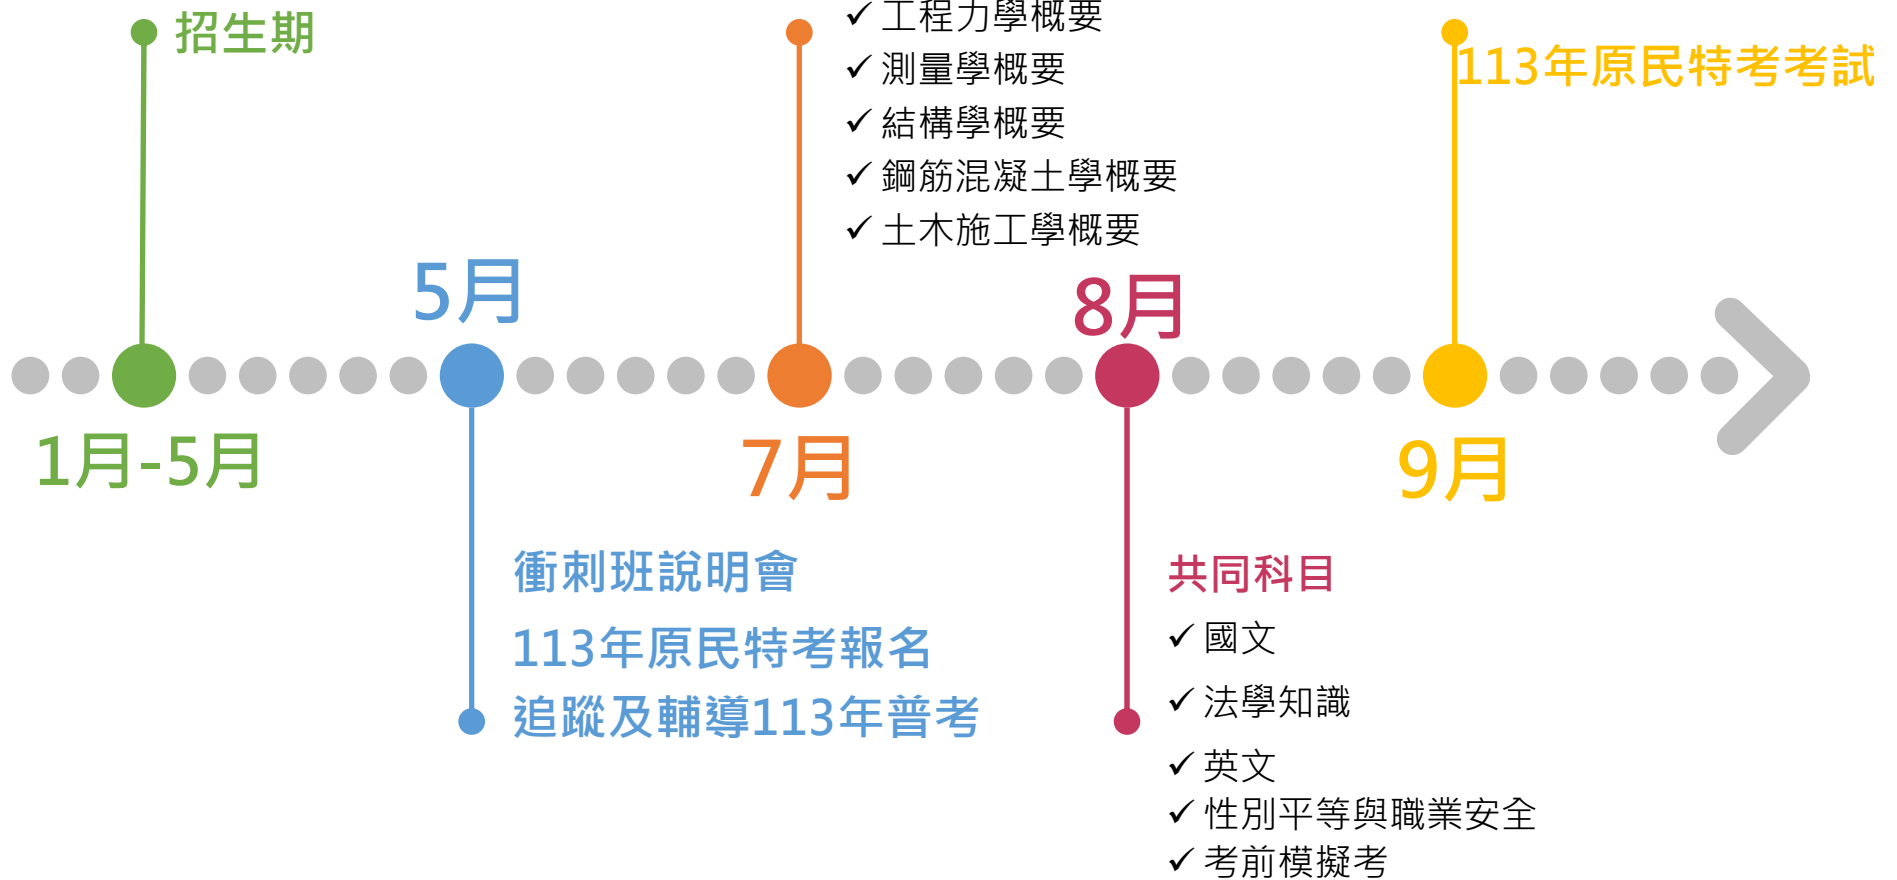 招生期
1月-5月
5月
衝刺班說明會
113年原民特考報名
追蹤及輔導113年普考
✓ 工程力學概要
✓ 測量學概要
✓ 結構學概要
✓ 鋼筋混凝土學概要
✓ 土木施工學概要
7月
8月
共同科目
✓ 國文
✓ 法學知識
✓ 英文
✓ 性別平等與職業安全
✓ 考前模擬考
113年原民特考考試
9月